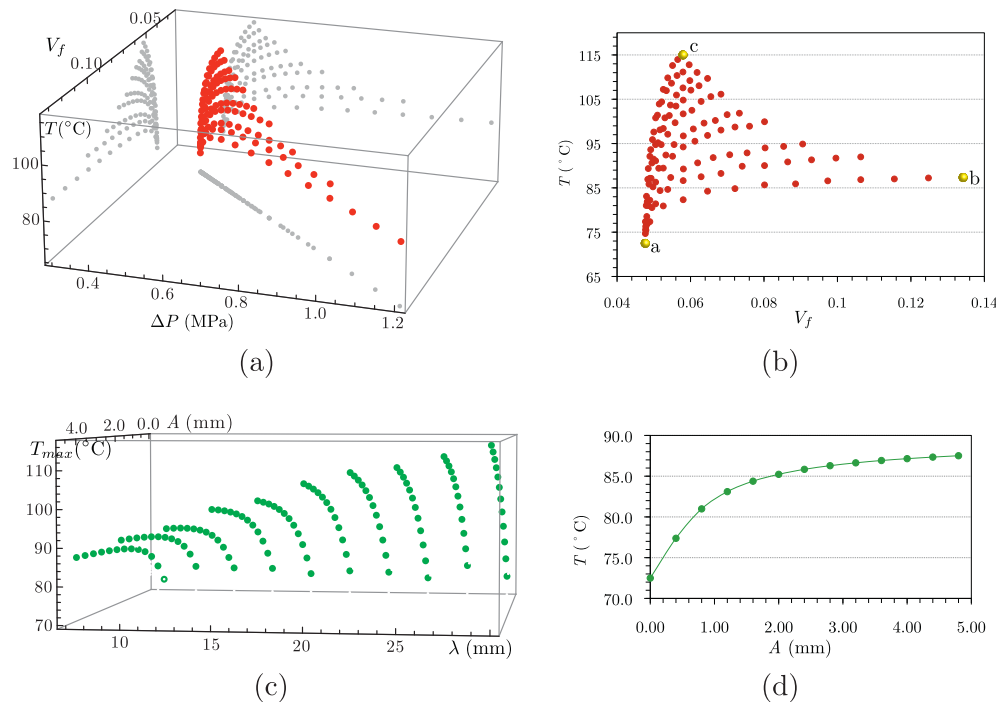 0.05
V_f
0.10
T(°C)
100
80
0.4
0.6
0.8
1.0
1.2
ΔP (MPa)
(a)
115
105
95
85
75
65
T (°C)
c
b
a
0.04
0.06
0.08
0.1
0.12
0.14
V_f
(b)
4.0
2.0
0.0
A (mm)
T_max(°C)
110
100
90
80
70
10
15
20
25
λ (mm)
(c)
90.0
85.0
80.0
75.0
70.0
T (°C)
0.00
1.00
2.00
3.00
4.00
5.00
A (mm)
(d)